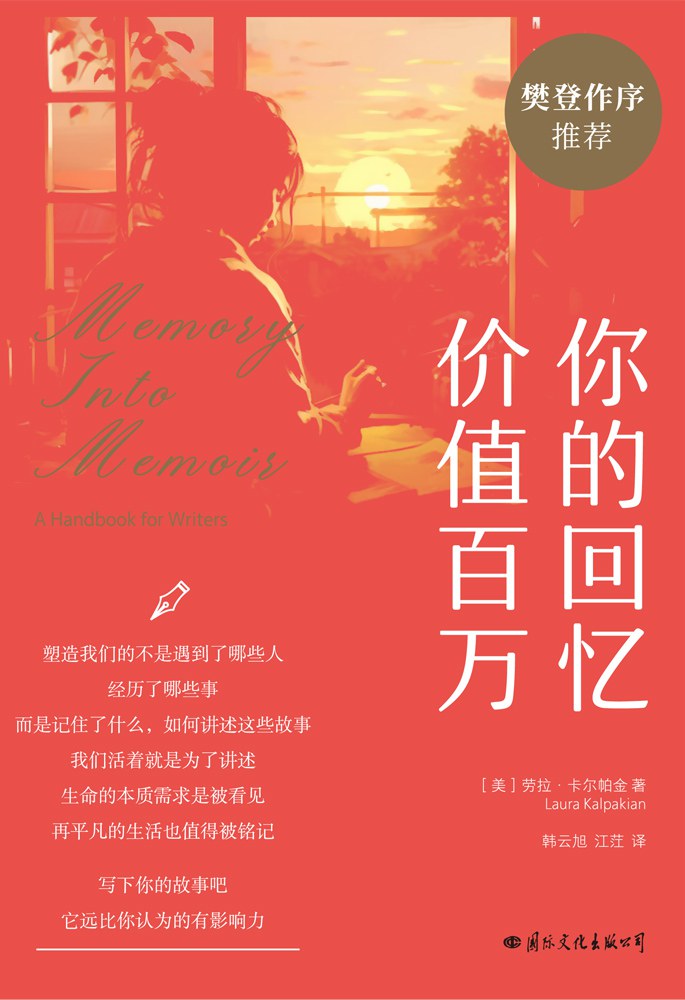 樊登作序
推荐
Memory
Into
Memoir
A Handbook for Writers
你的回忆
价值百万
塑造我们的不是遇到了哪些人
经历了哪些事
而是记住了什么，如何讲述这些故事
我们活着就是为了讲述
生命的本质需求是被看见
再平凡的生活也值得被铭记
写下你的故事吧
它远比你认为的有影响力
［美］劳拉·卡尔帕金 著
Laura Kalpakian
韩云旭 江茳 译
国际文化出版公司